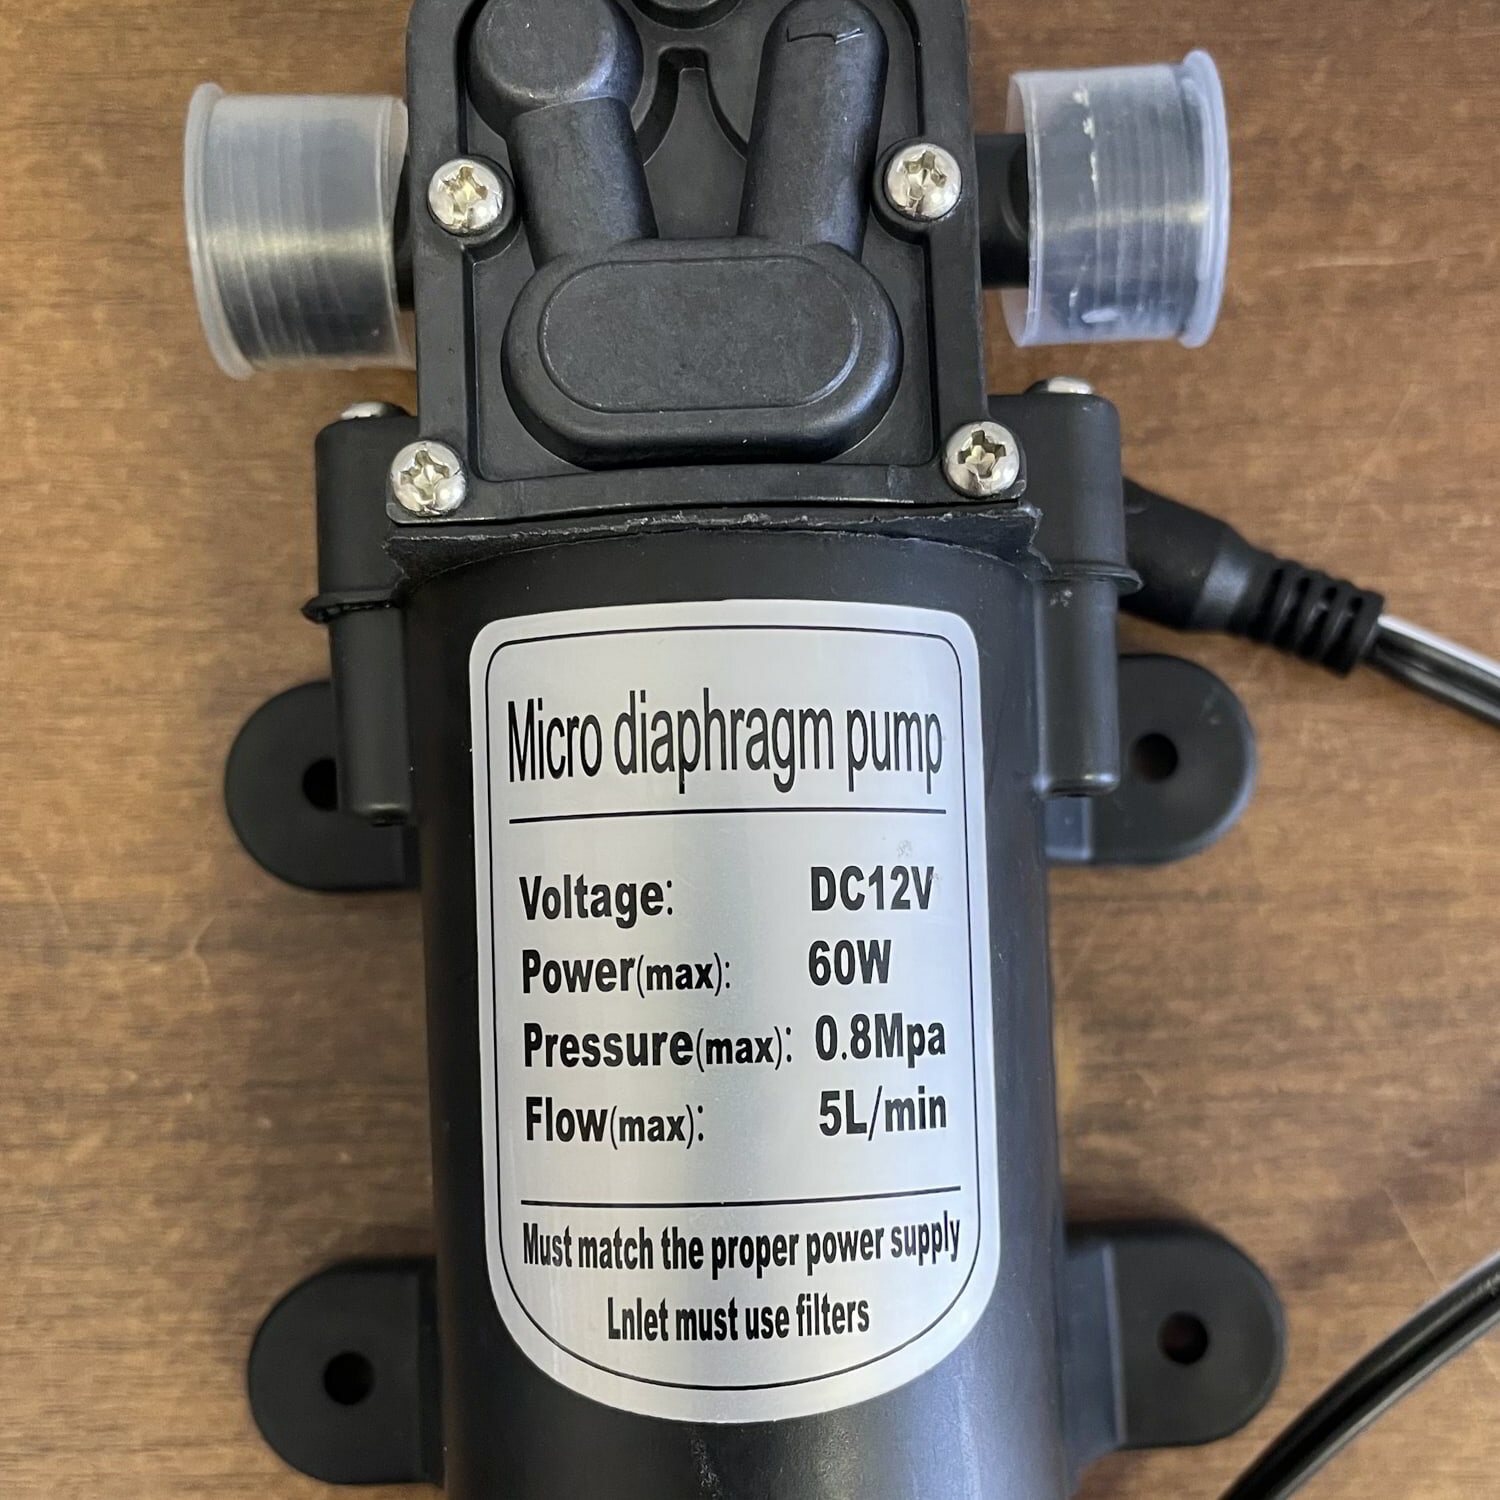 Micro diaphragm pump
Voltage: DC12V
Power(max): 60W
Pressure(max): 0.8Mpa
Flow(max): 5L/min
Must match the proper power supply
Lnlet must use filters